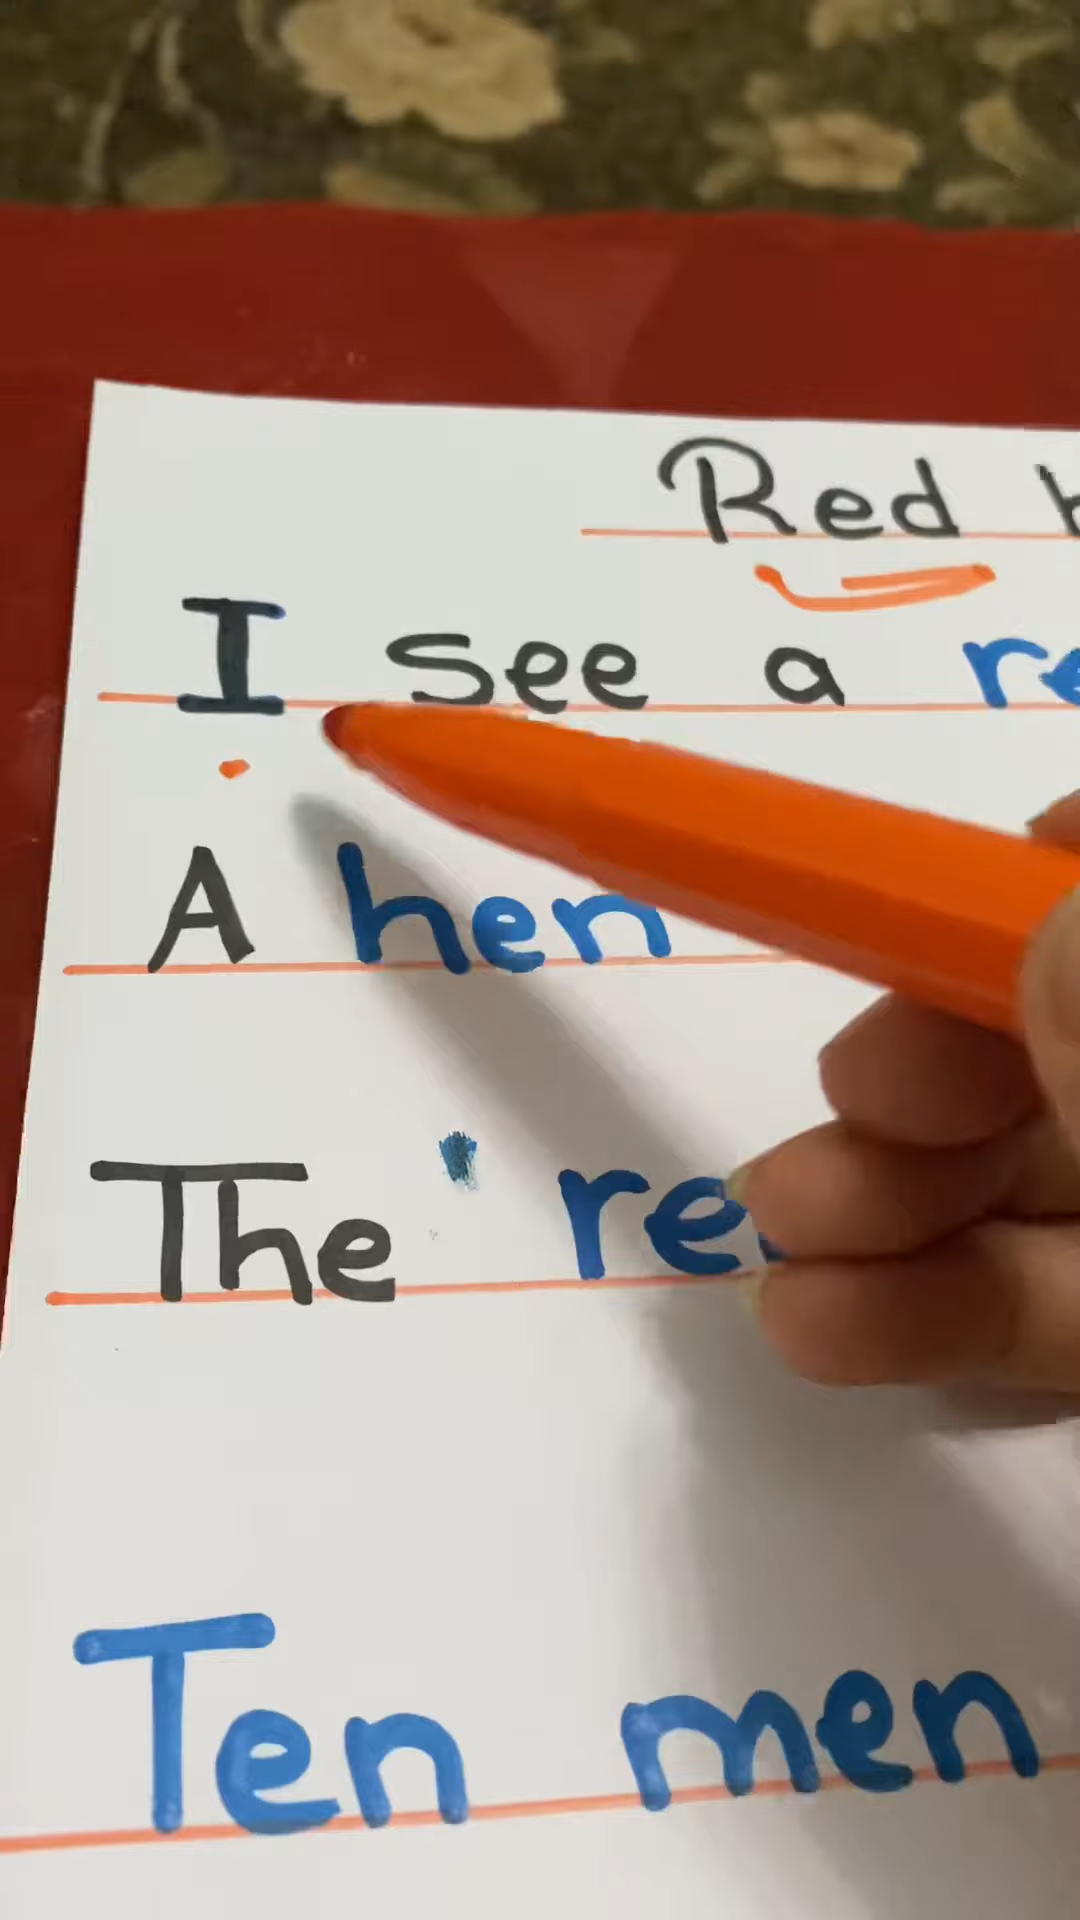 Red
I see a
A hen
The
Ten men